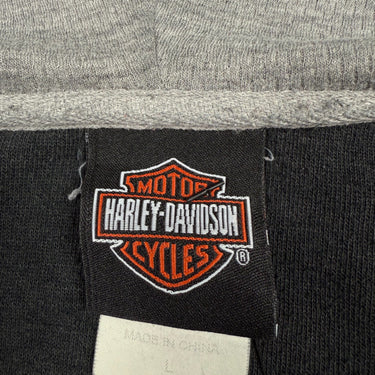 MOTOR
HARLEY-DAVIDSON
CYCLES ®
MADE IN CHINA
L